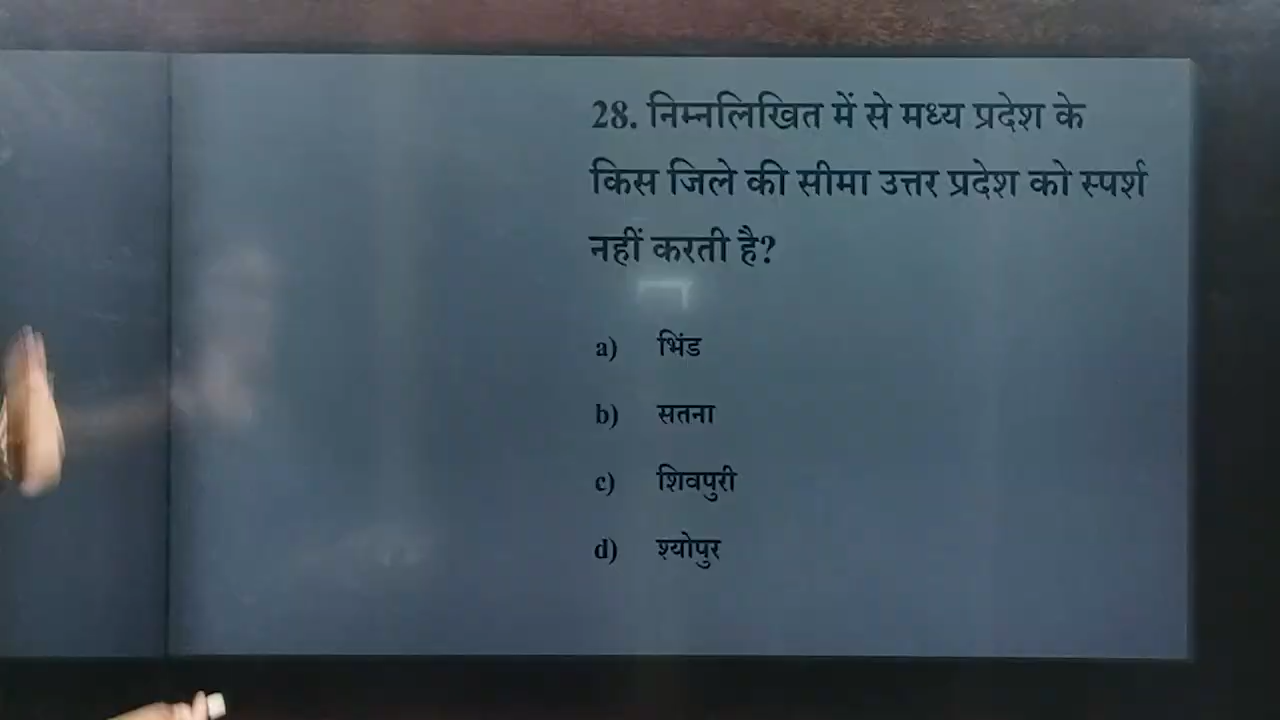 28. निम्नलिखित में से मध्य प्रदेश के
किस जिले की सीमा उत्तर प्रदेश को स्पर्श
नहीं करती है?
a) भिंड
b) सतना
c) शिवपुरी
d) श्योपुर